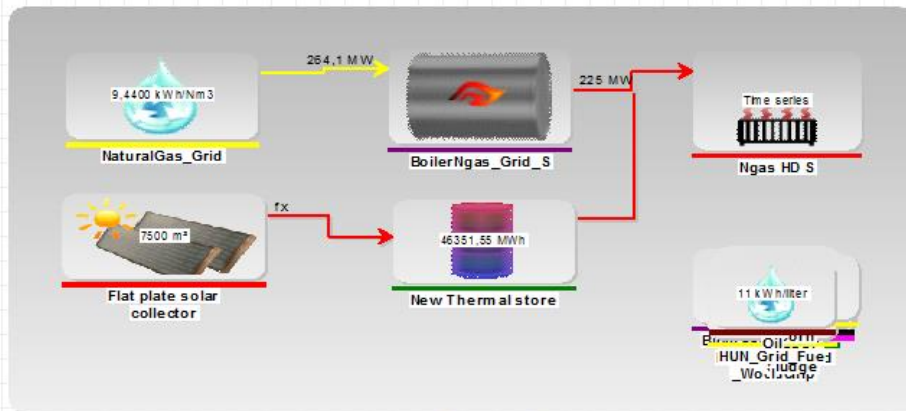 264,1 MW
9,4400 kWh/Nm3
225 MW
Time series
NaturalGas_Grid
BoilerNgas_Grid_S
Ngas HD S
fx
7500 m²
46351,55 MWh
Flat plate solar
collector
New Thermal store
11 kWh/liter
HUN_Grid_Fued